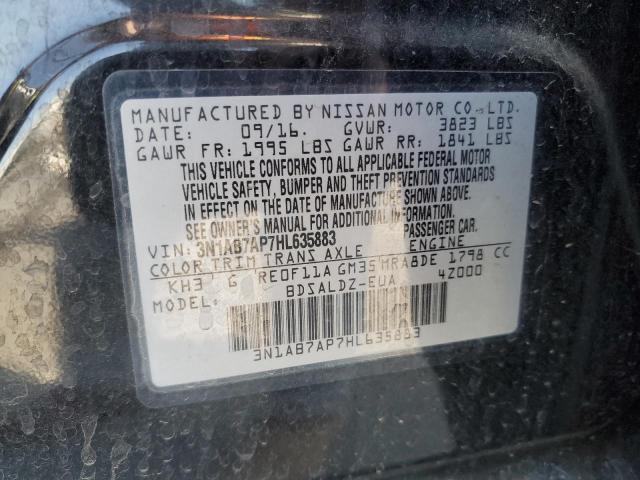 MANUFACTURED BY NISSAN MOTOR CO.,LTD.
DATE: 09/16. GVWR: 3823 LBS
GAWR FR: 1995 LBS GAWR RR: 1841 LBS
THIS VEHICLE CONFORMS TO ALL APPLICABLE FEDERAL MOTOR
VEHICLE SAFETY, BUMPER AND THEFT PREVENTION STANDARDS
IN EFFECT ON THE DATE OF MANUFACTURE SHOWN ABOVE.
SEE OWNER'S MANUAL FOR ADDITIONAL INFORMATION.
VIN: 3N1AB7AP7HL635883 PASSENGER CAR.
COLOR TRIM TRANS AXLE ENGINE
KH3 G RE0F11A GM35 MRA8DE 1798 CC
MODEL: BDSALDZ-EUA 42000
3N1AB7AP7HL635883